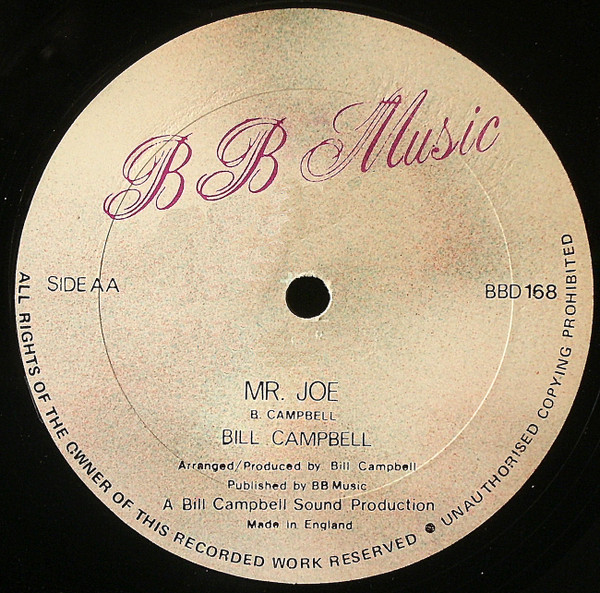 BB Music
SIDE AA
BBD 168
MR. JOE
B. CAMPBELL
BILL CAMPBELL
Arranged/Produced by Bill Campbell
Published by BB Music
A Bill Campbell Sound Production
Made in England
ALL RIGHTS OF THE OWNER OF THIS RECORDED WORK RESERVED ● UNAUTHORISED COPYING PROHIBITED